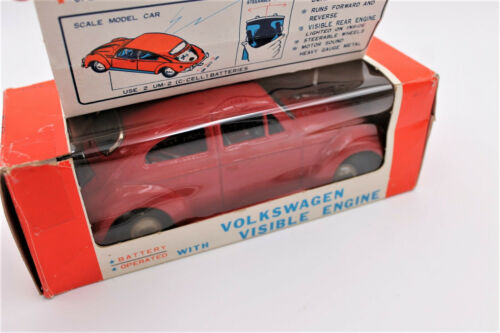 SCALE MODEL CAR
STEERABLE
USE 2 UM-2 (C-CELL) BATTERIES
* RUNS FORWARD AND
REVERSE
* VISIBLE REAR ENGINE
LIGHTED ON INSIDE
* STEERABLE WHEELS
* MOTOR SOUND
HEAVY GAUGE METAL
* BATTERY
* OPERATED
VOLKSWAGEN
WITH VISIBLE ENGINE